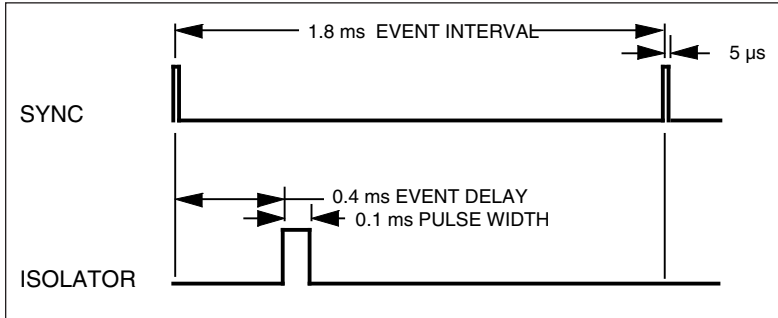 1.8 ms EVENT INTERVAL
5 µs
SYNC
0.4 ms EVENT DELAY
0.1 ms PULSE WIDTH
ISOLATOR